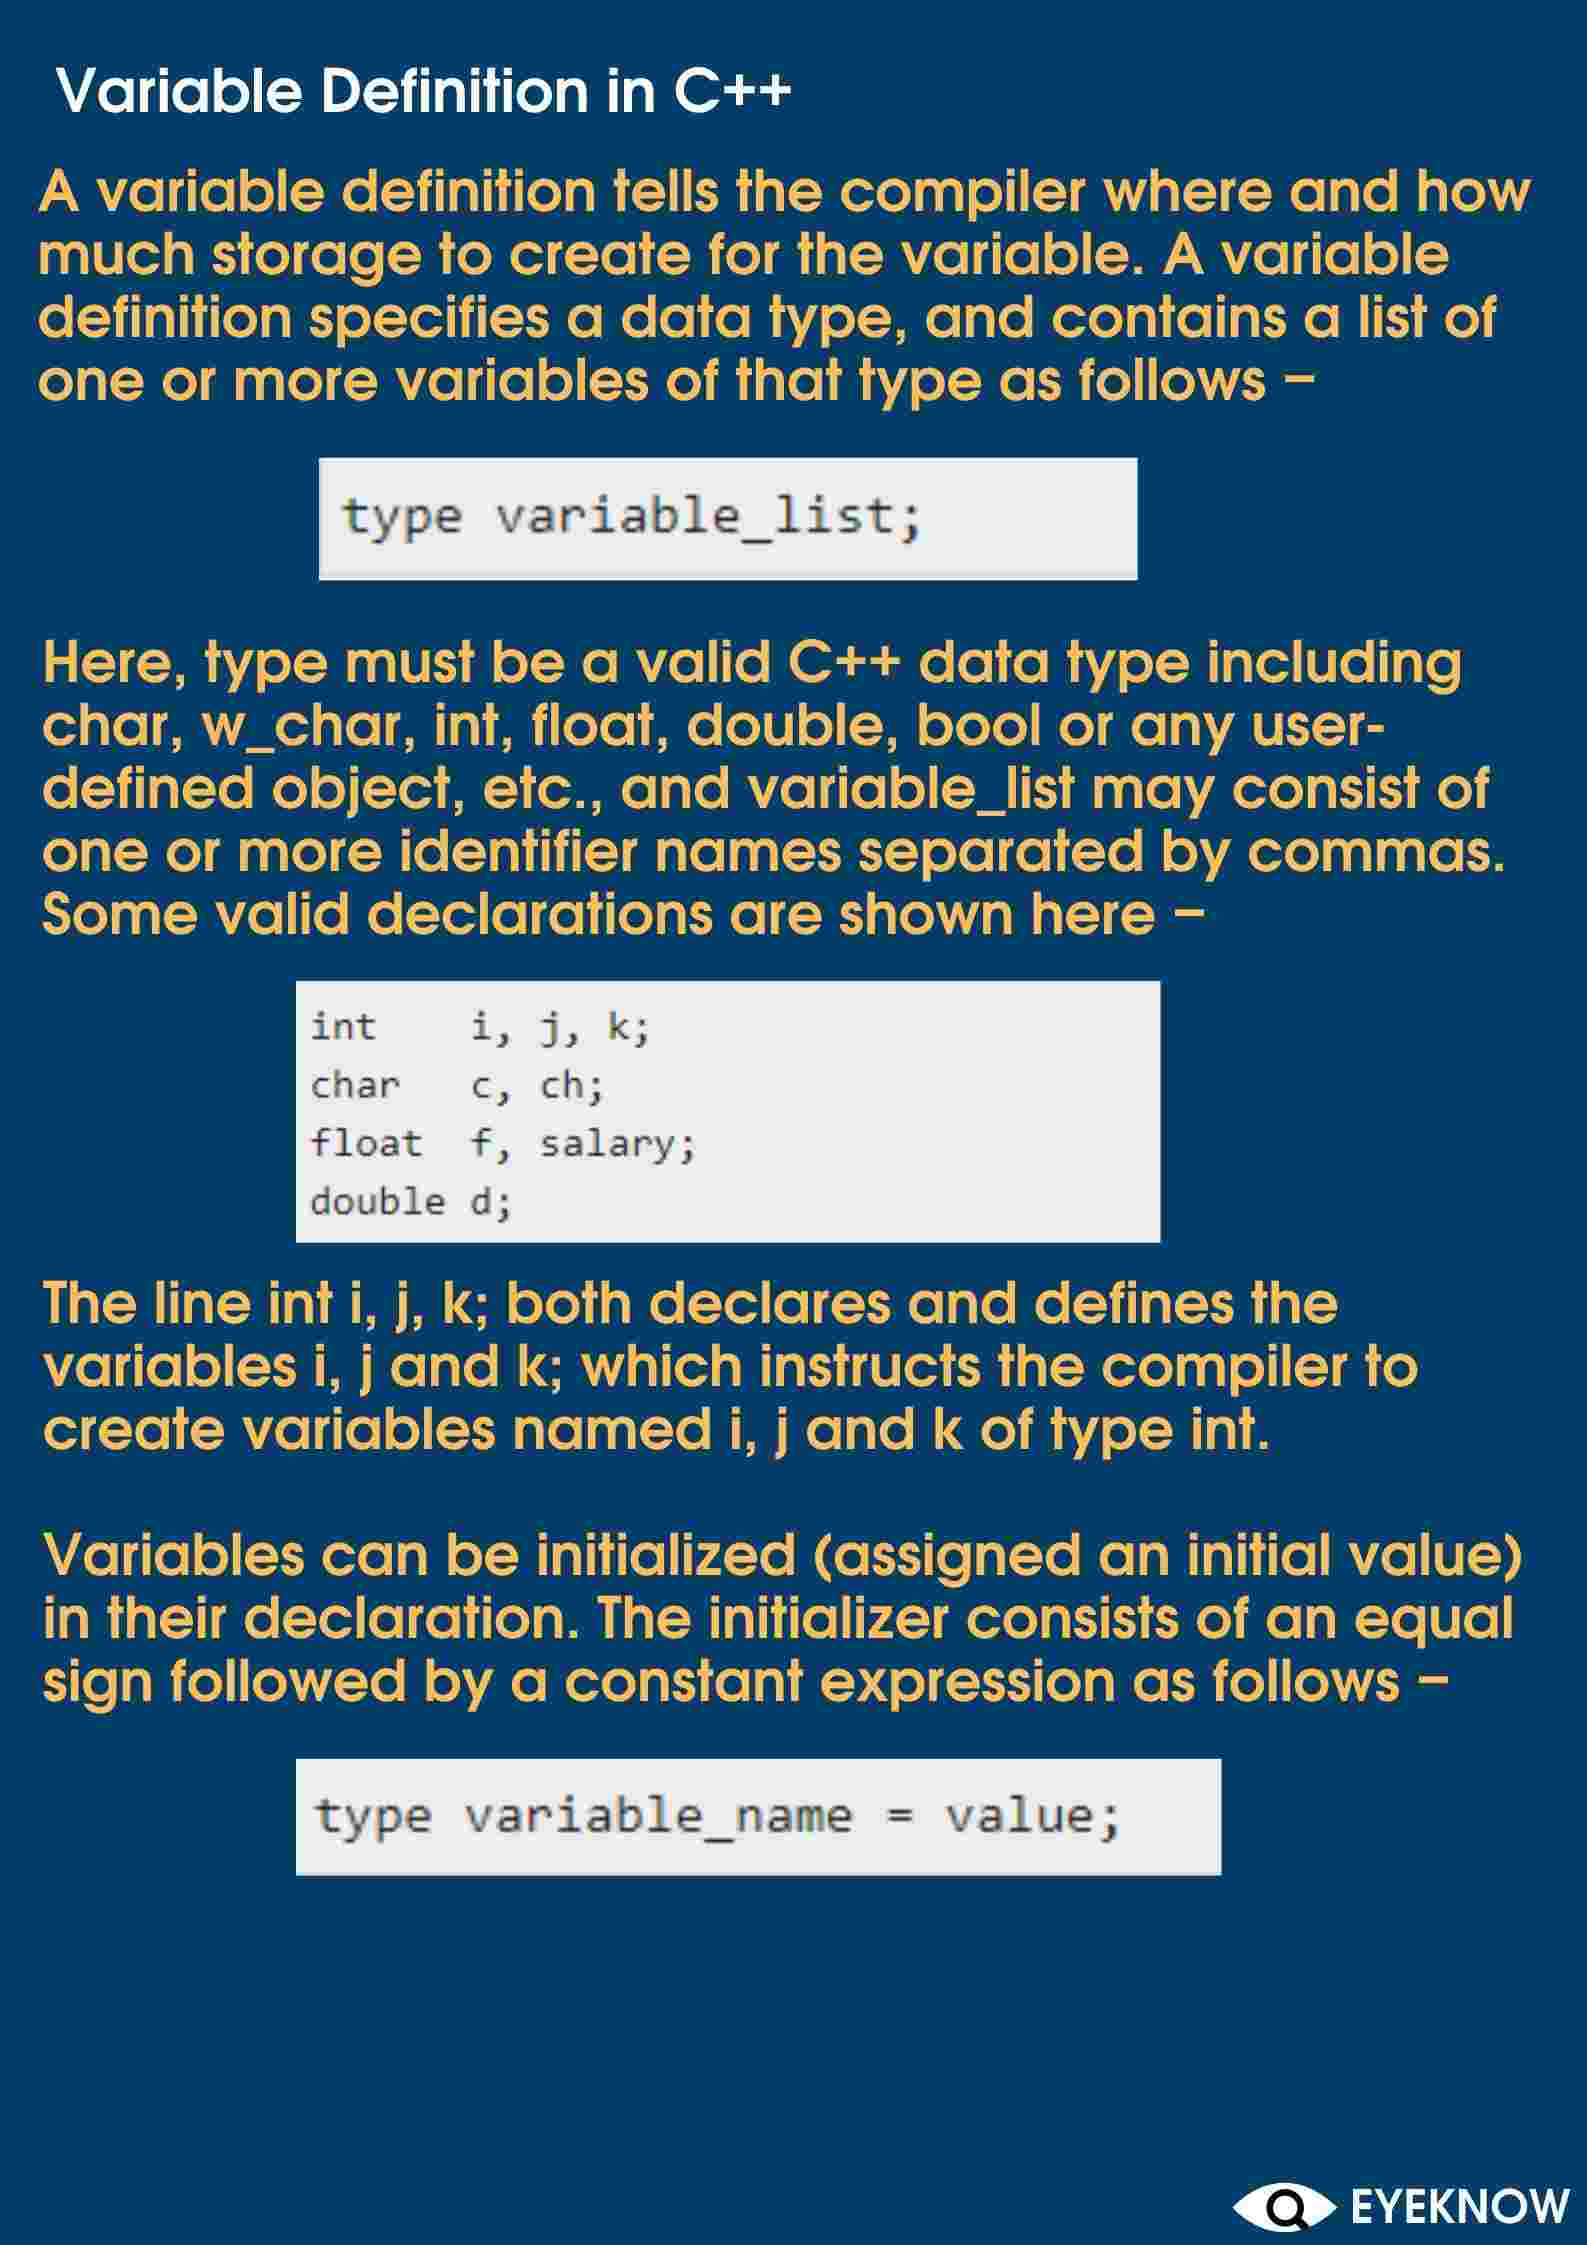 Variable Definition in C++
A variable definition tells the compiler where and how
much storage to create for the variable. A variable
definition specifies a data type, and contains a list of
one or more variables of that type as follows –
type variable_list;
Here, type must be a valid C++ data type including
char, w_char, int, float, double, bool or any user-
defined object, etc., and variable_list may consist of
one or more identifier names separated by commas.
Some valid declarations are shown here –
int    i, j, k;
char   c, ch;
float  f, salary;
double d;
The line int i, j, k; both declares and defines the
variables i, j and k; which instructs the compiler to
create variables named i, j and k of type int.
Variables can be initialized (assigned an initial value)
in their declaration. The initializer consists of an equal
sign followed by a constant expression as follows –
type variable_name = value;
EYEKNOW